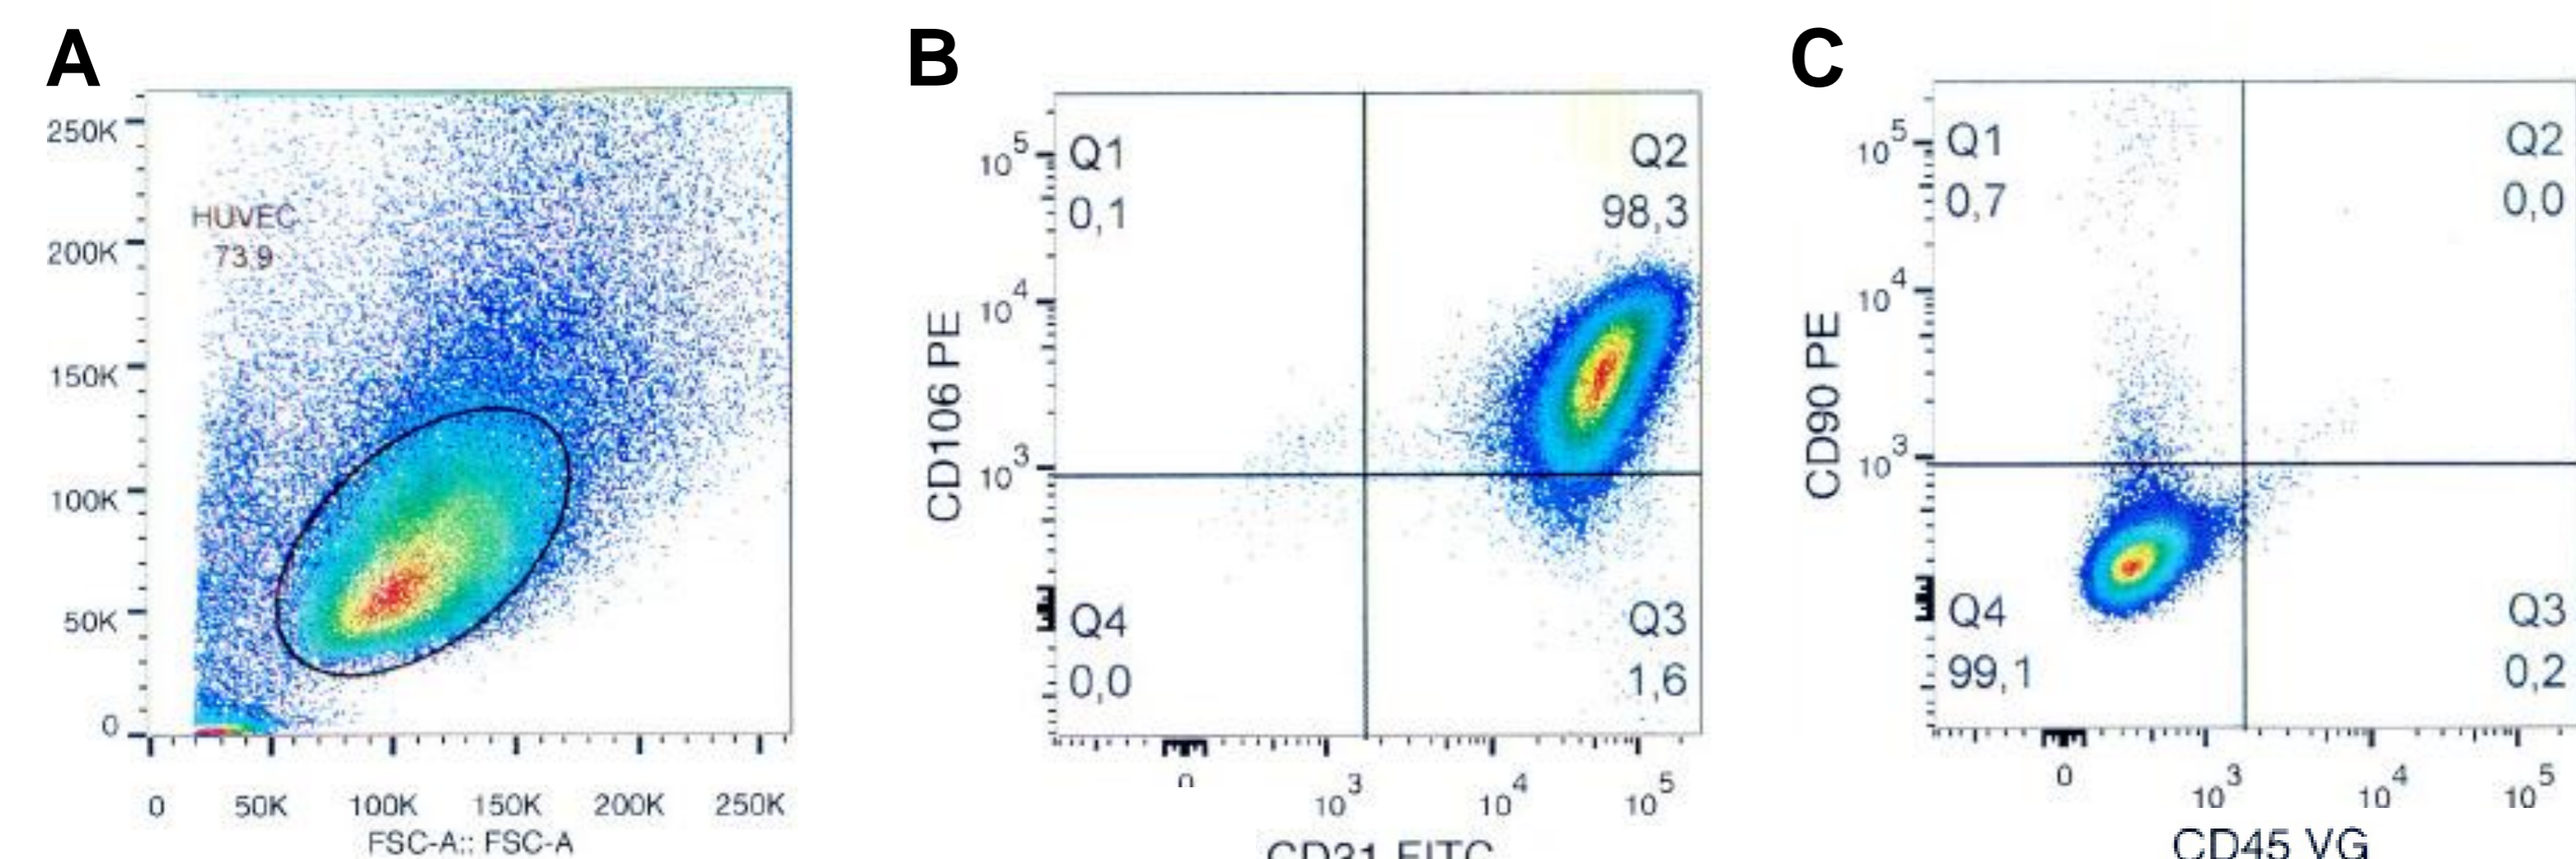 A
250K
200K
150K
100K
50K
0
HUVEC
73,9
0 50K 100K 150K 200K 250K
FSC-A:: FSC-A
B
CD106 PE
10^5
10^4
10^3
Q1
0,1
Q2
98,3
Q4
0,0
Q3
1,6
0 10^3 10^4 10^5
CD31 FITC
C
CD90 PE
10^5
10^4
10^3
Q1
0,7
Q2
0,0
Q4
99,1
Q3
0,2
0 10^3 10^4 10^5
CD45 VG